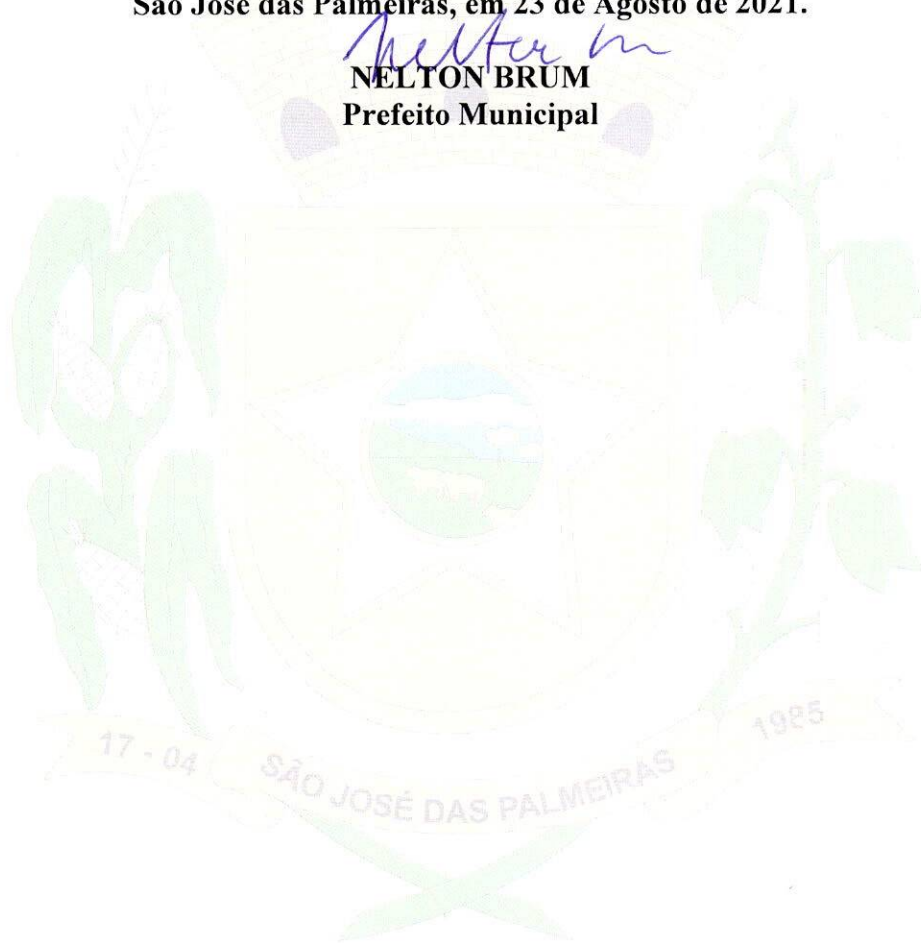 São José das Palmeiras, em 23 de Agosto de 2021.
NELTON BRUM
Prefeito Municipal
17 - 04 SÃO JOSÉ DAS PALMEIRAS 1985